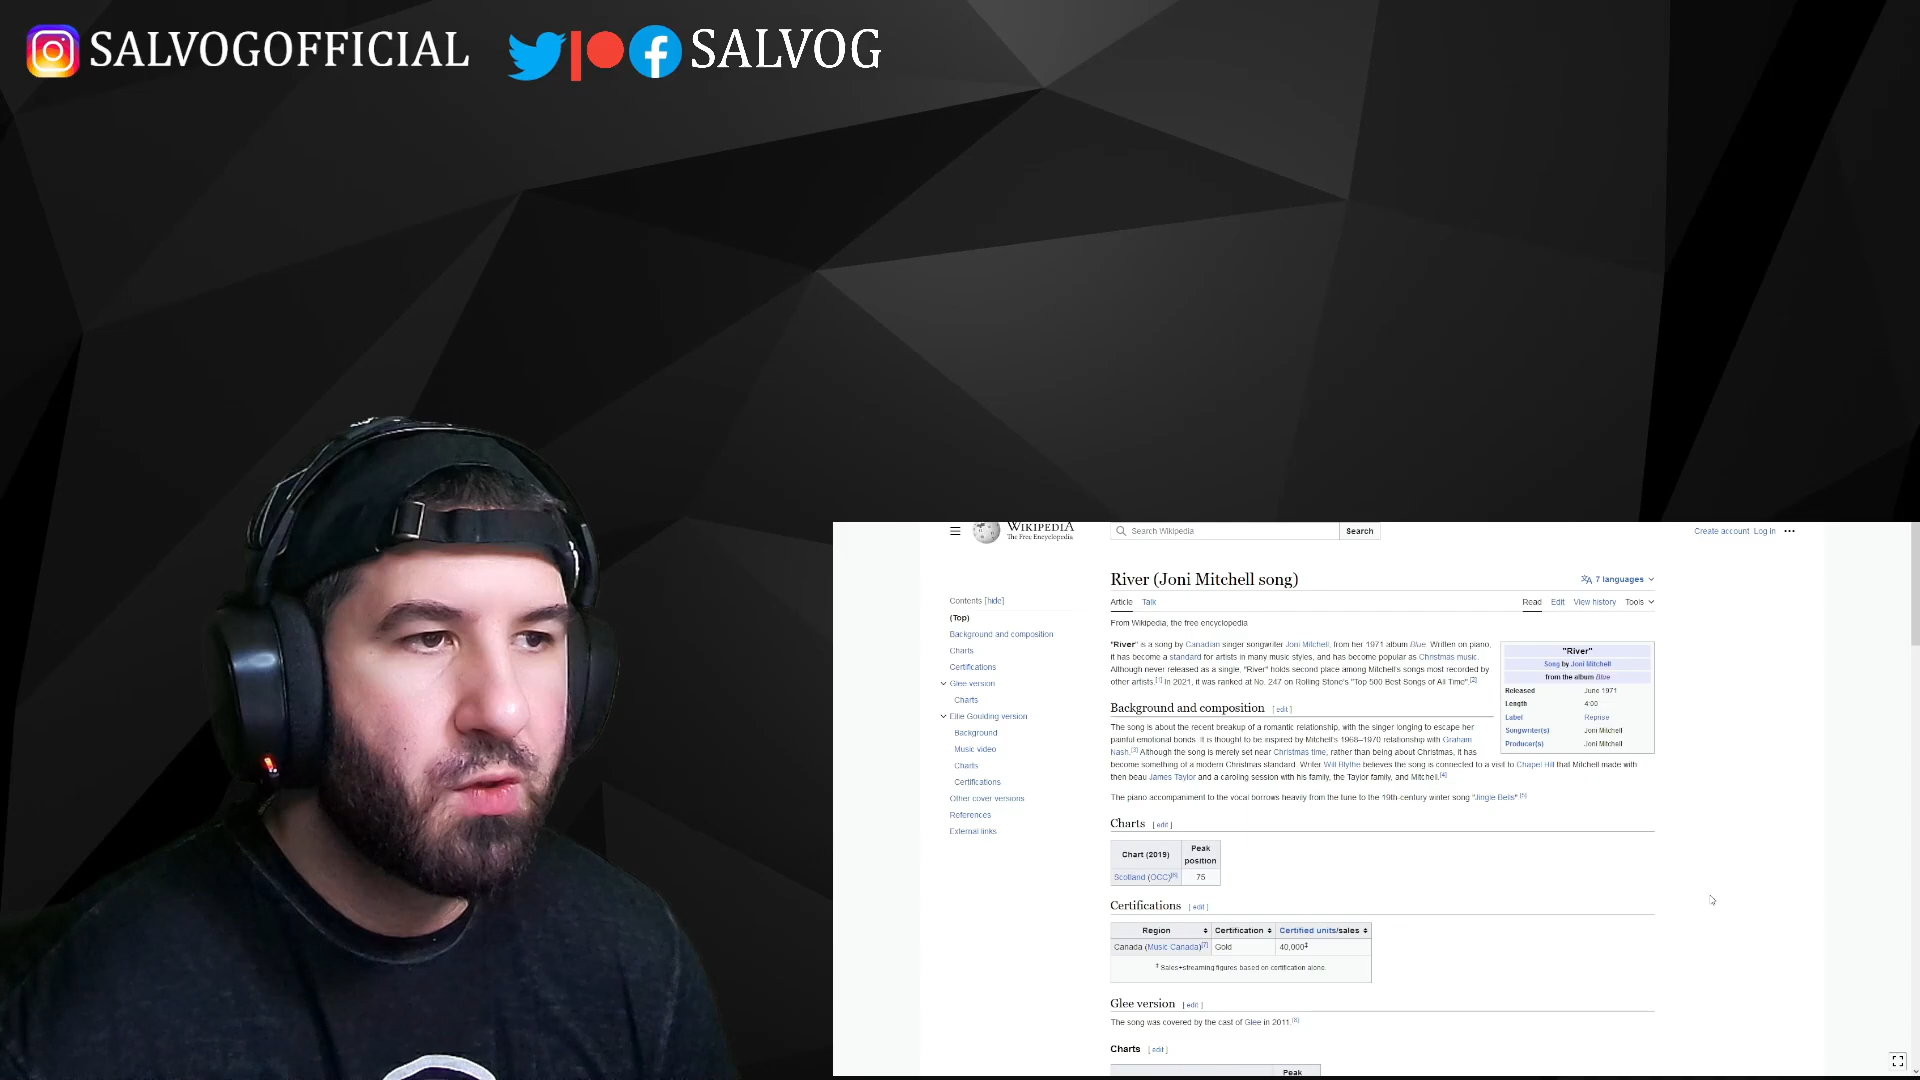 SALVOGOFFICIAL SALVOG
WIKIPEDIA
The Free Encyclopedia
Search Wikipedia Search
Create account Log in
River (Joni Mitchell song)
7 languages
Article Talk
Read Edit View history Tools
From Wikipedia, the free encyclopedia
Contents [hide]
(Top)
Background and composition
Charts
Certifications
Glee version
Charts
Ellie Goulding version
Background
Music video
Charts
Certifications
Other cover versions
References
External links
"River" is a song by Canadian singer songwriter Joni Mitchell, from her 1971 album Blue. Written on piano,
it has become a standard for artists in many music styles, and has become popular as Christmas music.
Although never released as a single, "River" holds second place among Mitchell's songs most recorded by
other artists.[1] In 2021, it was ranked at No. 247 on Rolling Stone's "Top 500 Best Songs of All Time".[2]
"River"
Song by Joni Mitchell
from the album Blue
Released June 1971
Length 4:00
Label Reprise
Songwriter(s) Joni Mitchell
Producer(s) Joni Mitchell
Background and composition [ edit ]
The song is about the recent breakup of a romantic relationship, with the singer longing to escape her
painful emotional bonds. It is thought to be inspired by Mitchell's 1968–1970 relationship with Graham
Nash.[3] Although the song is merely set near Christmas time, rather than being about Christmas, it has
become something of a modern Christmas standard. Writer Will Blythe believes the song is connected to a visit to Chapel Hill that Mitchell made with
then beau James Taylor and a caroling session with his family, the Taylor family, and Mitchell.[4]
The piano accompaniment to the vocal borrows heavily from the tune to the 19th-century winter song "Jingle Bells".[5]
Charts [ edit ]
Chart (2019) Peak position
Scotland (OCC)[6] 75
Certifications [ edit ]
Region Certification Certified units/sales
Canada (Music Canada)[7] Gold 40,000‡
‡ Sales+streaming figures based on certification alone.
Glee version [ edit ]
The song was covered by the cast of Glee in 2011.[8]
Charts [ edit ]
Peak